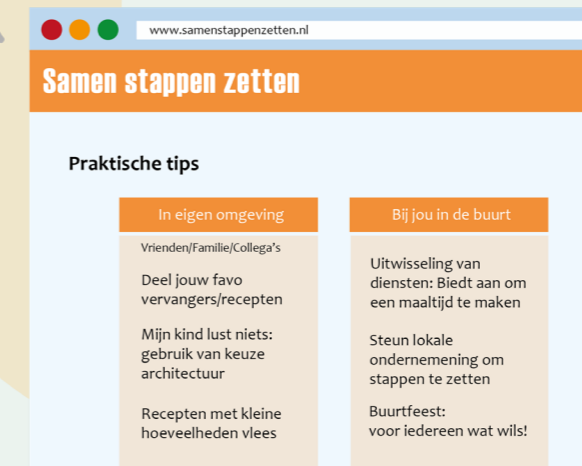 www.samenstappenzetten.nl
Samen stappen zetten
Praktische tips
In eigen omgeving
Vrienden/Familie/Collega's
Deel jouw favo
vervangers/recepten
Mijn kind lust niets:
gebruik van keuze
architectuur
Recepten met kleine
hoeveelheden vlees
Bij jou in de buurt
Uitwisseling van
diensten: Biedt aan om
een maaltijd te maken
Steun lokale
ondernemening om
stappen te zetten
Buurtfeest:
voor iedereen wat wils!